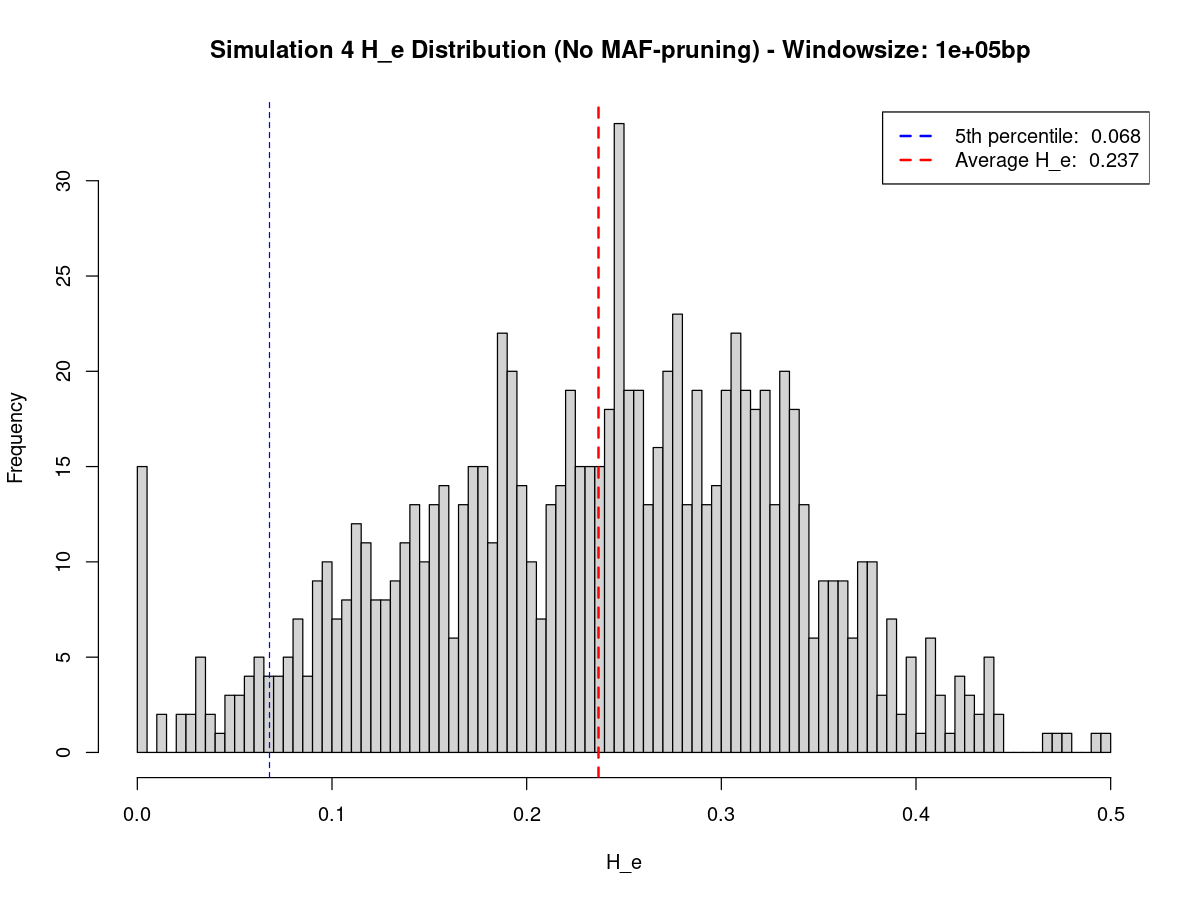 Simulation 4 H_e Distribution (No MAF-pruning) - Windowsize: 1e+05bp
5th percentile: 0.068
Average H_e: 0.237
Frequency
30
25
20
15
10
5
0
0.0 0.1 0.2 0.3 0.4 0.5
H_e